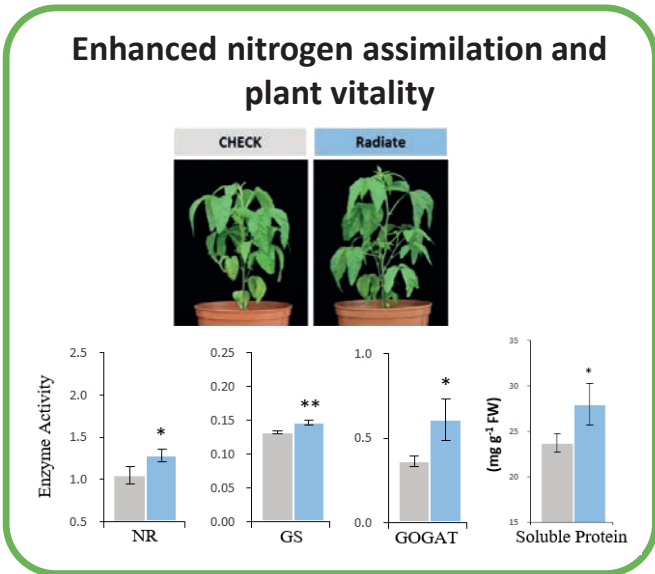 Enhanced nitrogen assimilation and
plant vitality
CHECK
Radiate
Enzyme Activity
2.5
2.0
1.5
1.0
0.5
*
NR
0.25
0.20
0.15
0.10
0.05
0.00
**
GS
1.0
0.5
0.0
*
GOGAT
(mg g⁻¹ FW)
35
30
25
20
15
*
Soluble Protein